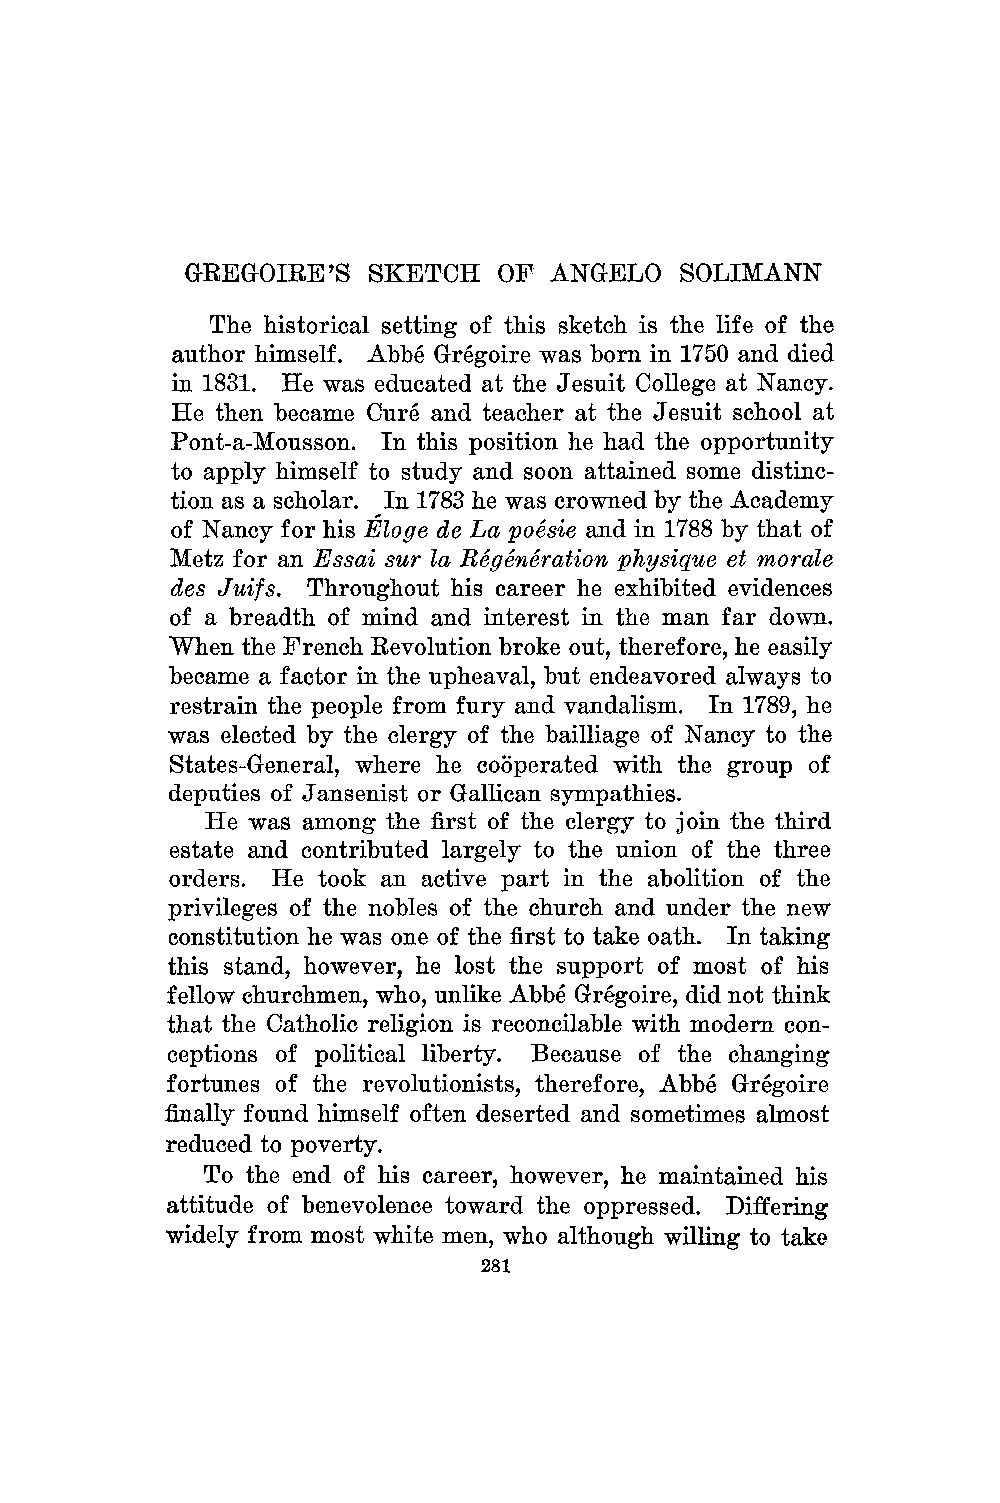 GREGOIRE'S SKETCH OF ANGELO SOLIMANN
The historical setting of this sketch is the life of the
author himself. Abbé Grégoire was born in 1750 and died
in 1831. He was educated at the Jesuit College at Nancy.
He then became Curé and teacher at the Jesuit school at
Pont-a-Mousson. In this position he had the opportunity
to apply himself to study and soon attained some distinc-
tion as a scholar. In 1783 he was crowned by the Academy
of Nancy for his Éloge de La poésie and in 1788 by that of
Metz for an Essai sur la Régénération physique et morale
des Juifs. Throughout his career he exhibited evidences
of a breadth of mind and interest in the man far down.
When the French Revolution broke out, therefore, he easily
became a factor in the upheaval, but endeavored always to
restrain the people from fury and vandalism. In 1789, he
was elected by the clergy of the bailliage of Nancy to the
States-General, where he coöperated with the group of
deputies of Jansenist or Gallican sympathies.
He was among the first of the clergy to join the third
estate and contributed largely to the union of the three
orders. He took an active part in the abolition of the
privileges of the nobles of the church and under the new
constitution he was one of the first to take oath. In taking
this stand, however, he lost the support of most of his
fellow churchmen, who, unlike Abbé Grégoire, did not think
that the Catholic religion is reconcilable with modern con-
ceptions of political liberty. Because of the changing
fortunes of the revolutionists, therefore, Abbé Grégoire
finally found himself often deserted and sometimes almost
reduced to poverty.
To the end of his career, however, he maintained his
attitude of benevolence toward the oppressed. Differing
widely from most white men, who although willing to take
281